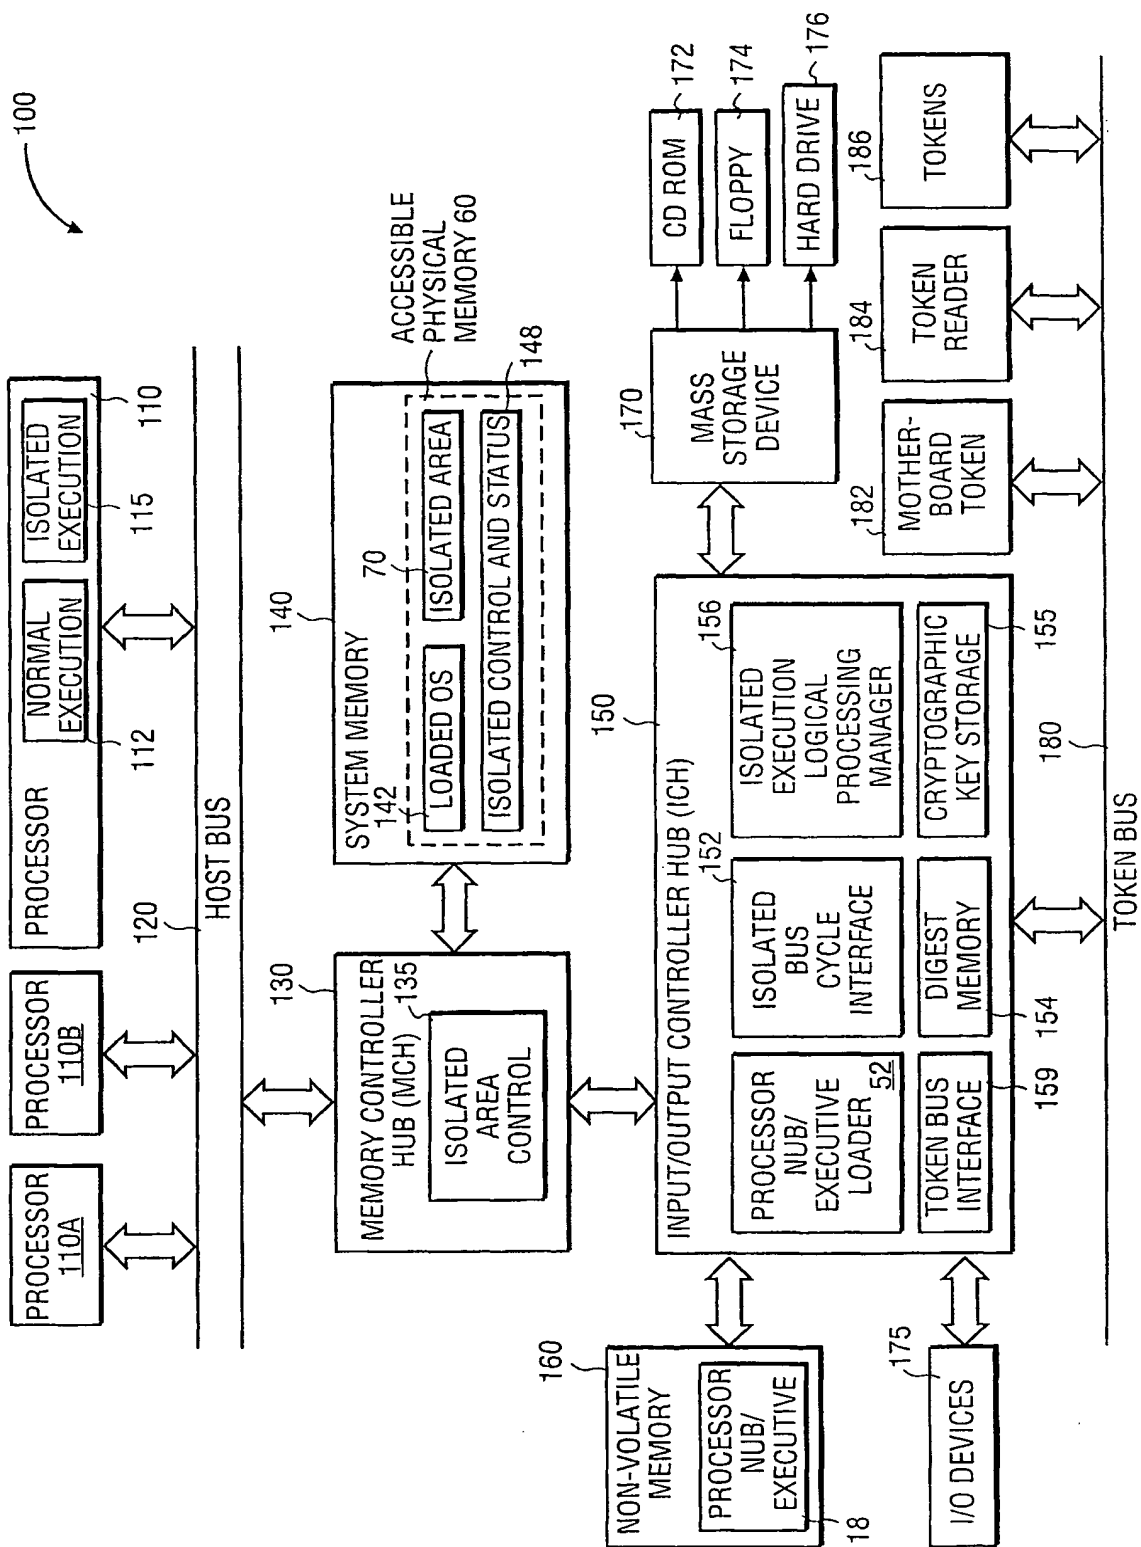 100
PROCESSOR
110A
PROCESSOR
110B
PROCESSOR
NORMAL
EXECUTION
112
ISOLATED
EXECUTION
115
110
120
HOST BUS
130
MEMORY CONTROLLER
HUB (MCH)
135
ISOLATED
AREA
CONTROL
140
SYSTEM MEMORY
142
LOADED OS
70
ISOLATED AREA
ISOLATED CONTROL AND STATUS
148
ACCESSIBLE
PHYSICAL
MEMORY 60
150
INPUT/OUTPUT CONTROLLER HUB (ICH)
PROCESSOR
NUB/
EXECUTIVE
LOADER
52
152
ISOLATED
BUS
CYCLE
INTERFACE
156
ISOLATED
EXECUTION
LOGICAL
PROCESSING
MANAGER
TOKEN BUS
INTERFACE
159
DIGEST
MEMORY
154
CRYPTOGRAPHIC
KEY STORAGE
155
160
NON-VOLATILE
MEMORY
PROCESSOR
NUB/
EXECUTIVE
18
175
I/O DEVICES
170
MASS
STORAGE
DEVICE
CD ROM
172
FLOPPY
174
HARD DRIVE
176
182
MOTHER-
BOARD
TOKEN
184
TOKEN
READER
186
TOKENS
180
TOKEN BUS